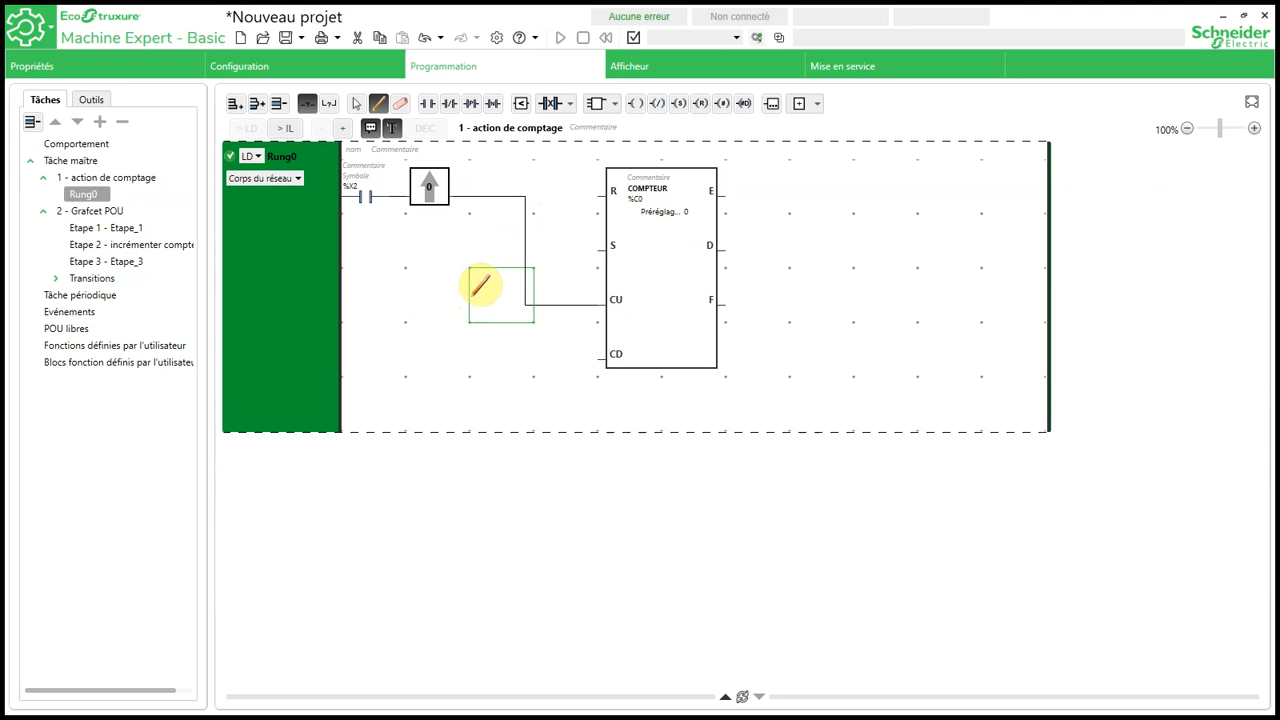 EcoStruxure
Machine Expert - Basic
*Nouveau projet
Aucune erreur
Non connecté
Schneider
Electric
Propriétés
Configuration
Programmation
Afficheur
Mise en service
Tâches
Outils
Comportement
Tâche maître
1 - action de comptage
Rung0
2 - Grafcet POU
Etape 1 - Etape_1
Etape 2 - incrémenter compte
Etape 3 - Etape_3
Transitions
Tâche périodique
Evénements
POU libres
Fonctions définies par l'utilisateur
Blocs fonction définis par l'utilisateu
> LD
> IL
-
+
T
DEC
1 - action de comptage
Commentaire
100%
LD
Rung0
Corps du réseau
nom
Commentaire
Commentaire
Symbole
%X2
0
Commentaire
COMPTEUR
%C0
Préréglag... 0
R
E
S
D
CU
F
CD